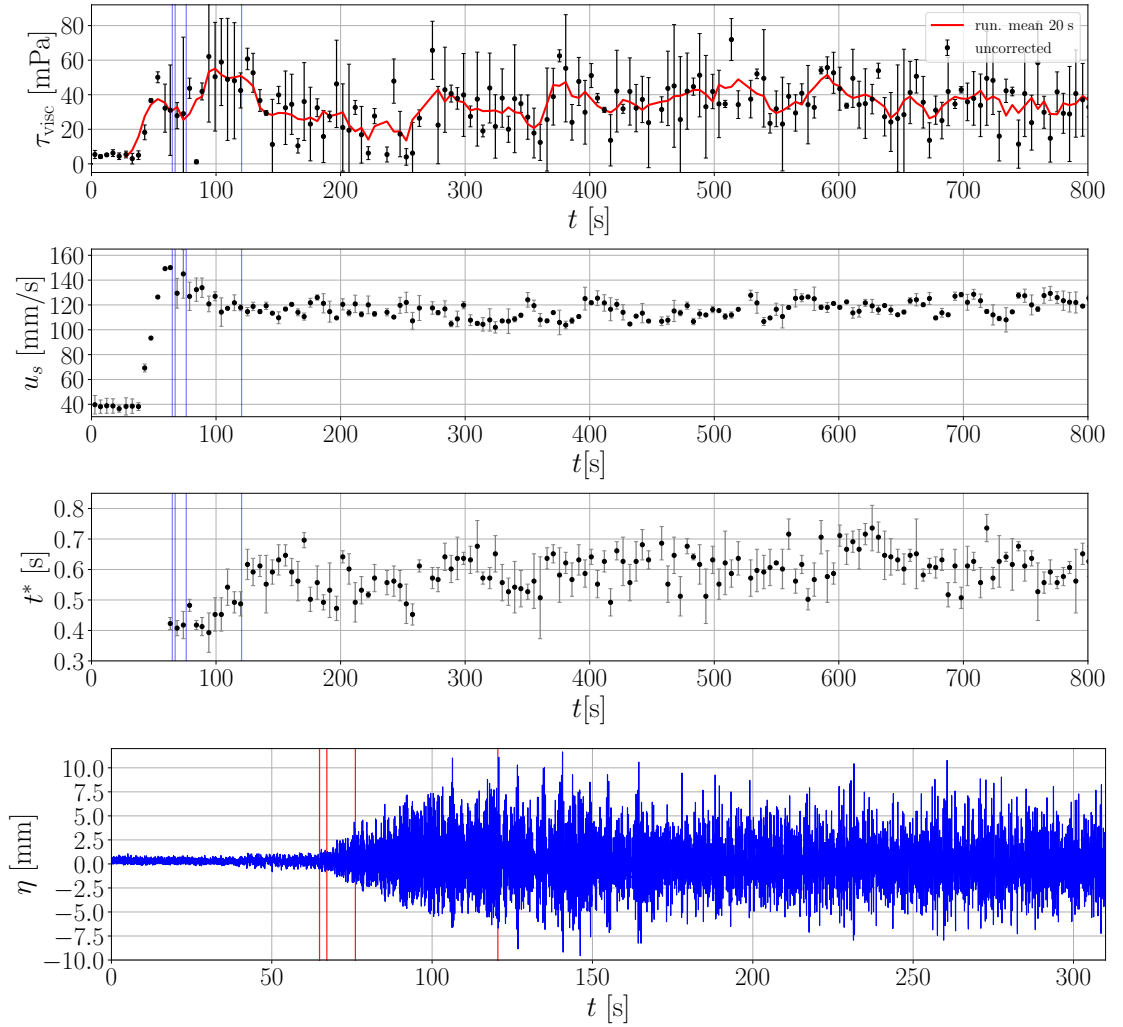 80
60
40
20
0
τ_visc [mPa]
run. mean 20 s
uncorrected
0 100 200 300 400 500 600 700 800
t [s]
160
140
120
100
80
60
40
u_s [mm/s]
0 100 200 300 400 500 600 700 800
t[s]
0.8
0.7
0.6
0.5
0.4
0.3
t* [s]
0 100 200 300 400 500 600 700 800
t[s]
10.0
7.5
5.0
2.5
0.0
−2.5
−5.0
−7.5
−10.0
η [mm]
0 50 100 150 200 250 300
t [s]